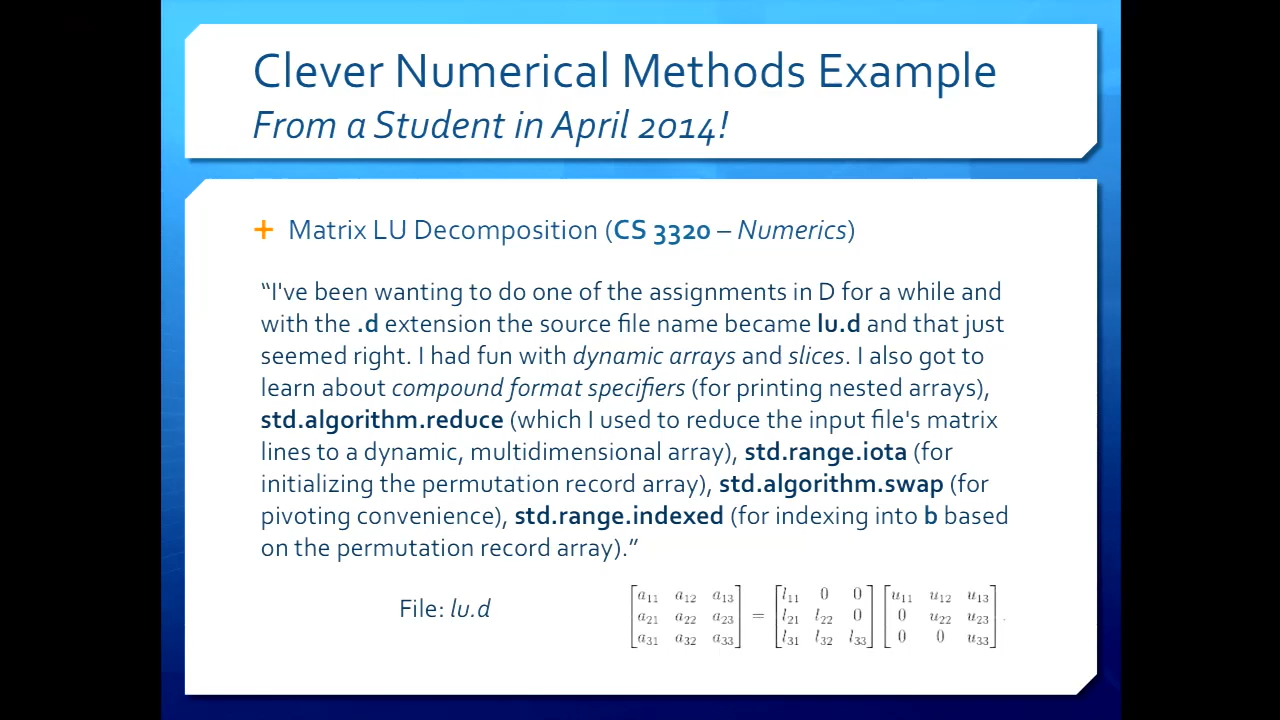 Clever Numerical Methods Example
From a Student in April 2014!
+ Matrix LU Decomposition (CS 3320 – Numerics)
“I've been wanting to do one of the assignments in D for a while and
with the .d extension the source file name became lu.d and that just
seemed right. I had fun with dynamic arrays and slices. I also got to
learn about compound format specifiers (for printing nested arrays),
std.algorithm.reduce (which I used to reduce the input file's matrix
lines to a dynamic, multidimensional array), std.range.iota (for
initializing the permutation record array), std.algorithm.swap (for
pivoting convenience), std.range.indexed (for indexing into b based
on the permutation record array).”
File: lu.d
[a11 a12 a13] [l11 0 0] [u11 u12 u13]
[a21 a22 a23] = [l21 l22 0] [0 u22 u23] .
[a31 a32 a33] [l31 l32 l33] [0 0 u33]